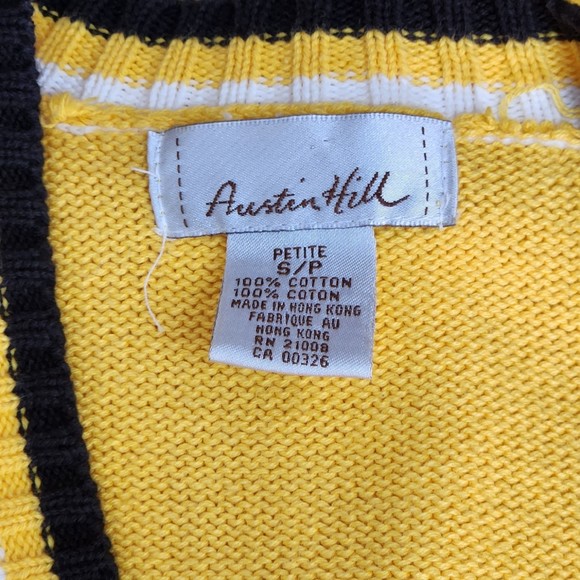 Austin Hill
PETITE
S/P
100% COTTON
100% COTON
MADE IN HONG KONG
FABRIQUE AU
HONG KONG
RN 21008
CA 00326